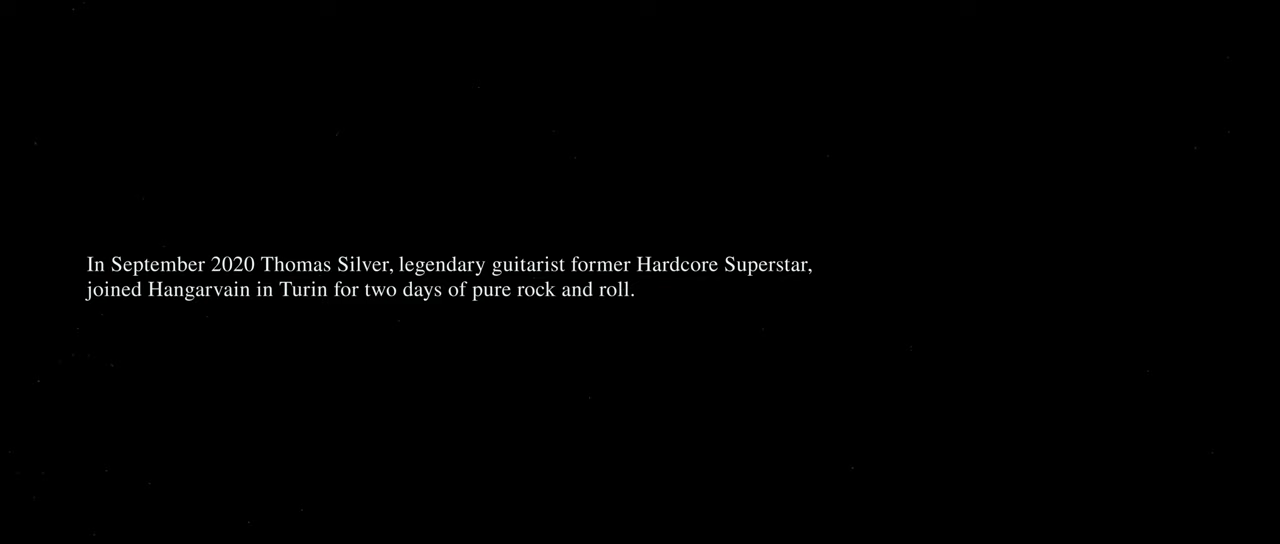 In September 2020 Thomas Silver, legendary guitarist former Hardcore Superstar,
joined Hangarvain in Turin for two days of pure rock and roll.